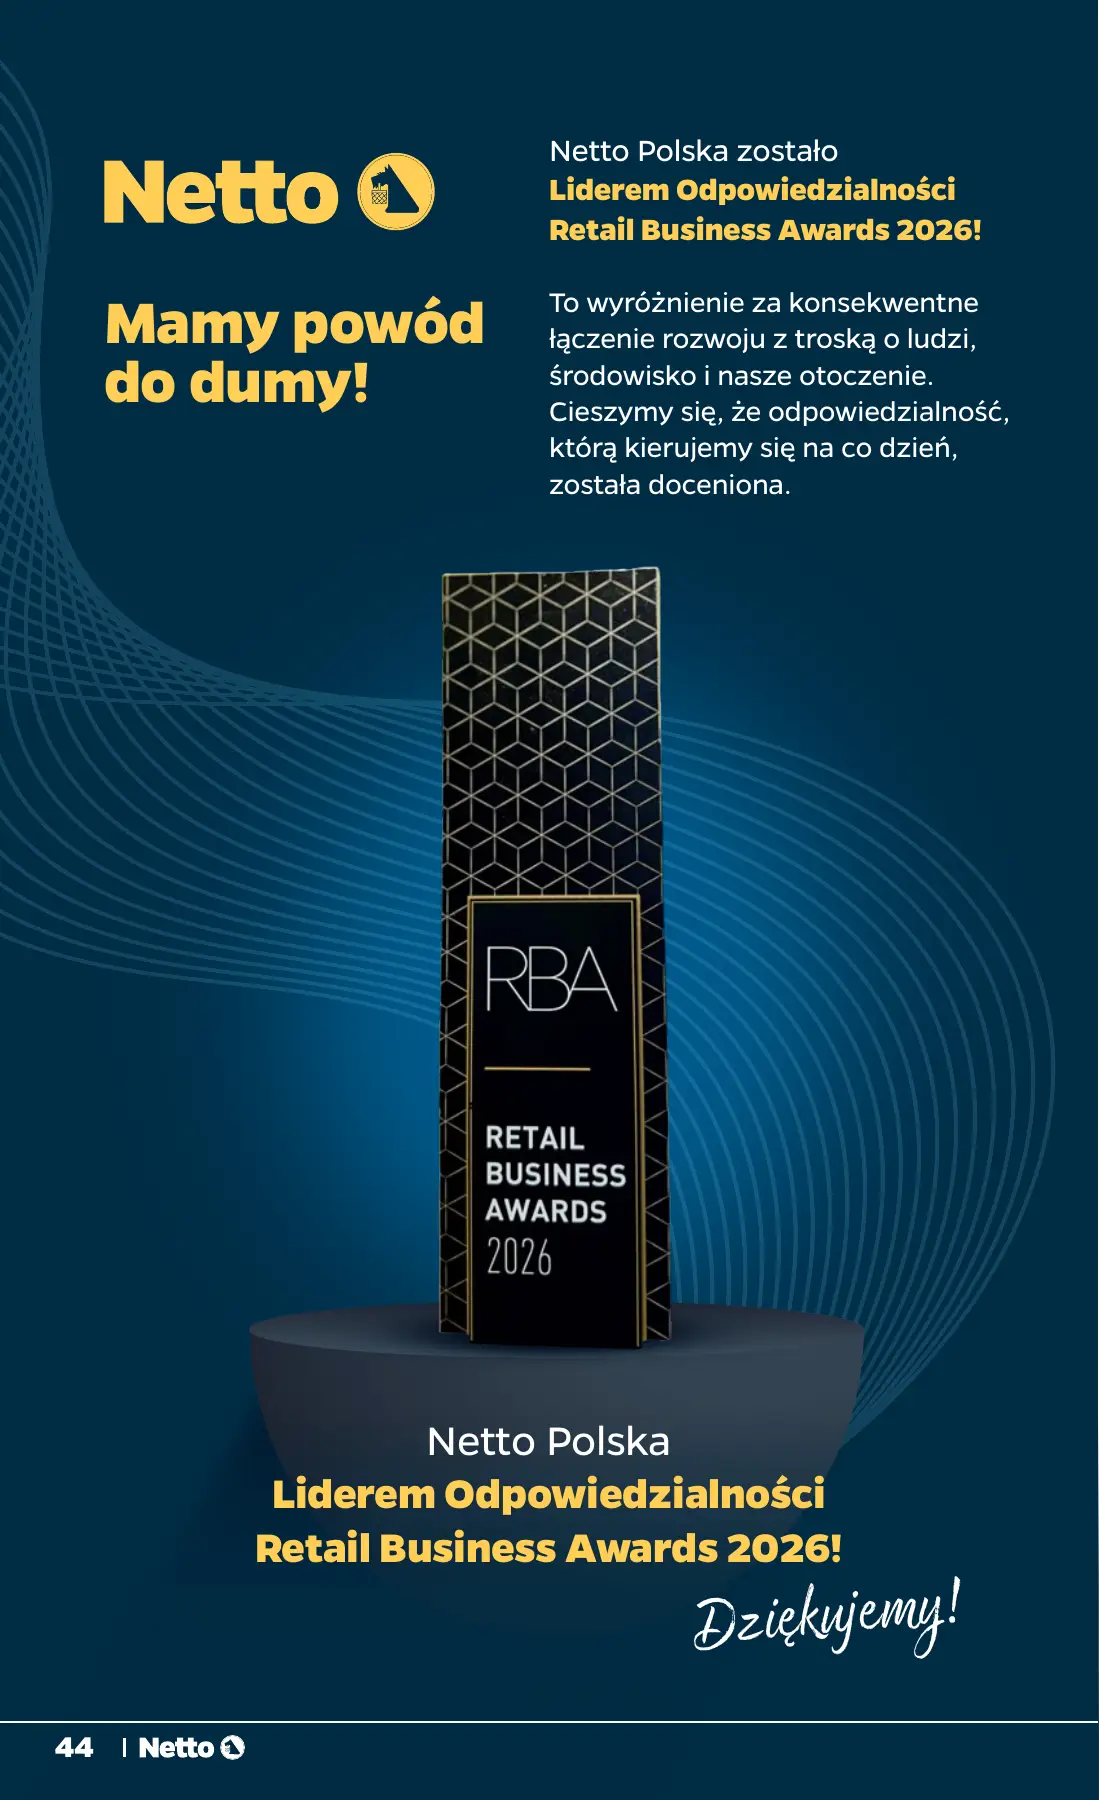 Netto
Mamy powód
do dumy!
Netto Polska zostało
Liderem Odpowiedzialności
Retail Business Awards 2026!
To wyróżnienie za konsekwentne
łączenie rozwoju z troską o ludzi,
środowisko i nasze otoczenie.
Cieszymy się, że odpowiedzialność,
którą kierujemy się na co dzień,
została doceniona.
RBA
RETAIL
BUSINESS
AWARDS
2026
Netto Polska
Liderem Odpowiedzialności
Retail Business Awards 2026!
Dziękujemy!
44 | Netto